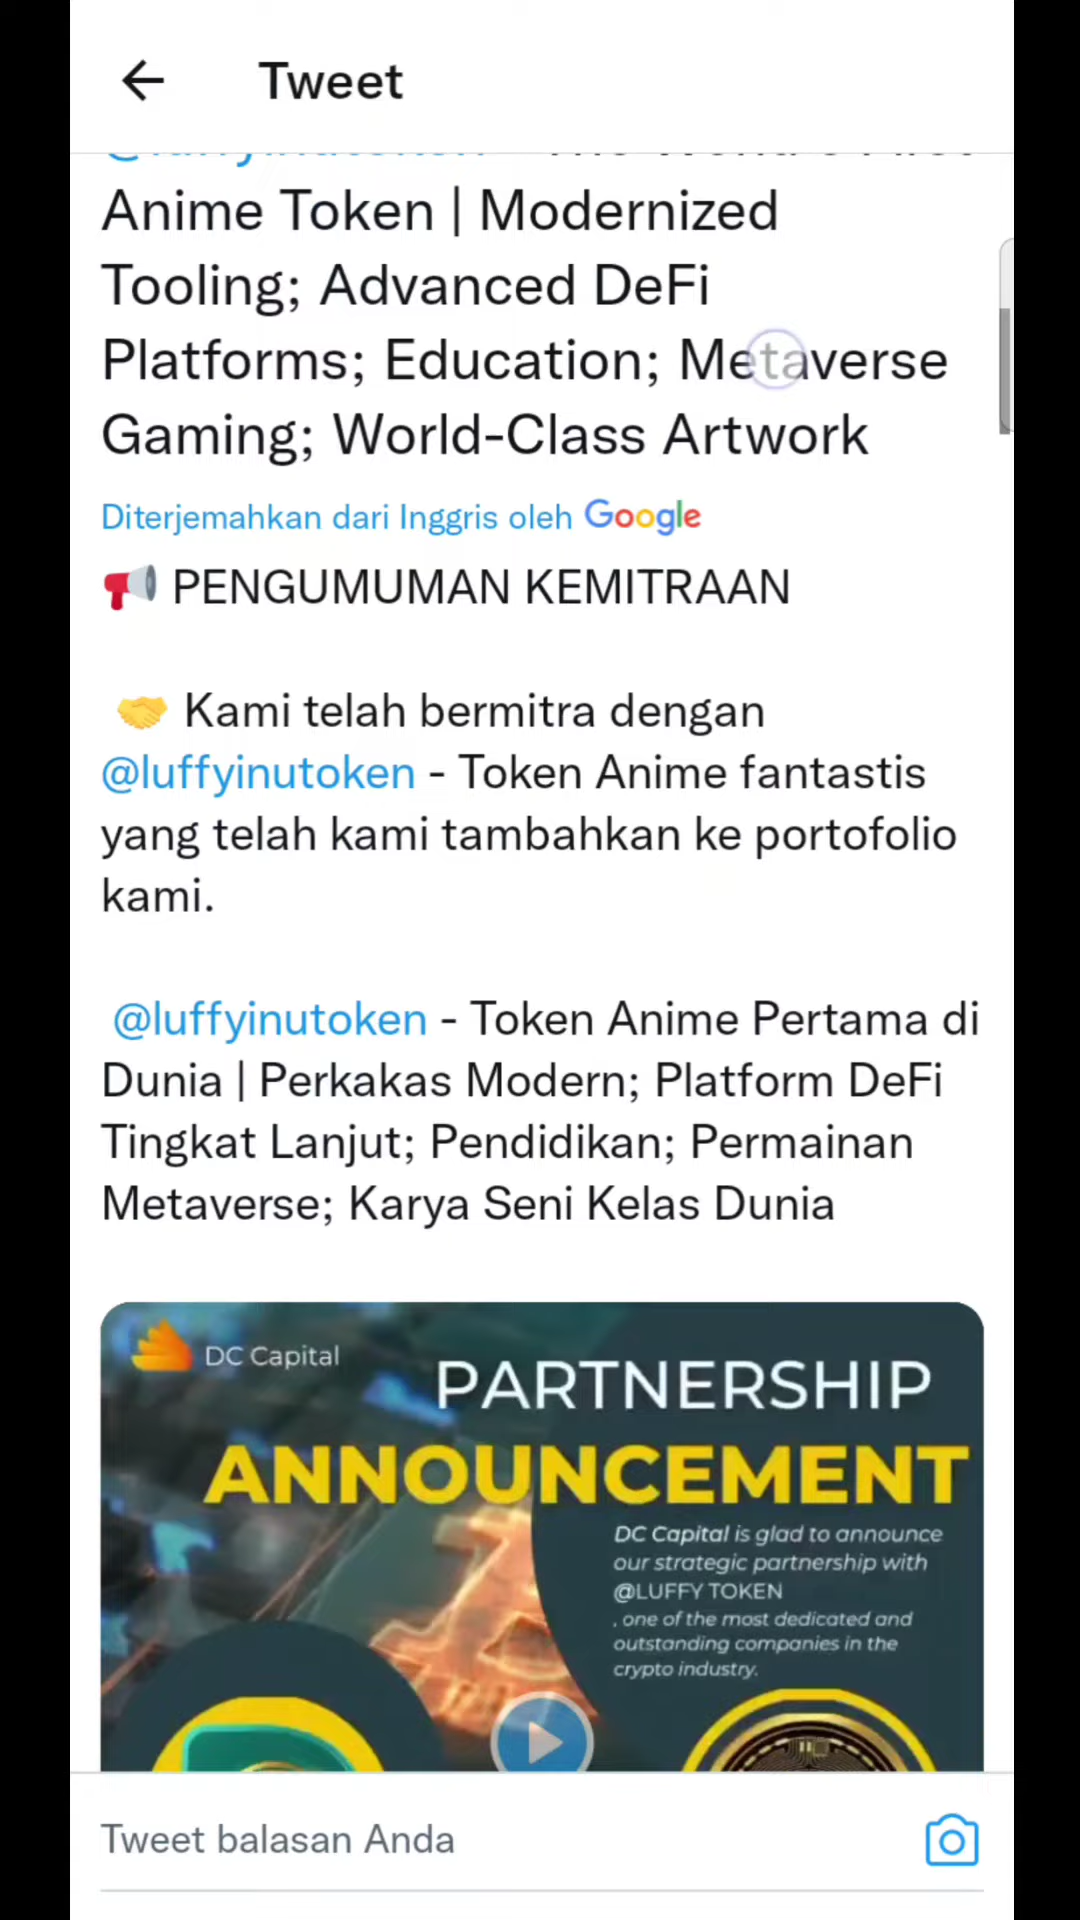 Tweet
Anime Token | Modernized
Tooling; Advanced DeFi
Platforms; Education; Metaverse
Gaming; World-Class Artwork
Diterjemahkan dari Inggris oleh Google
📢 PENGUMUMAN KEMITRAAN
🤝 Kami telah bermitra dengan
@luffyinutoken - Token Anime fantastis
yang telah kami tambahkan ke portofolio
kami.
@luffyinutoken - Token Anime Pertama di
Dunia | Perkakas Modern; Platform DeFi
Tingkat Lanjut; Pendidikan; Permainan
Metaverse; Karya Seni Kelas Dunia
DC Capital
PARTNERSHIP
ANNOUNCEMENT
DC Capital is glad to announce
our strategic partnership with
@LUFFY TOKEN
, one of the most dedicated and
outstanding companies in the
crypto industry.
Tweet balasan Anda